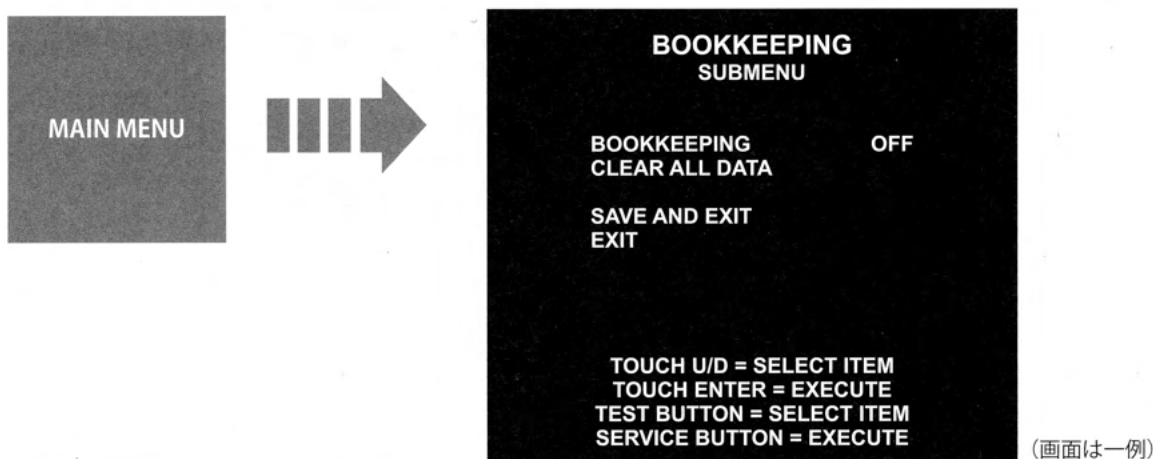 MAIN MENU
BOOKKEEPING
SUBMENU
BOOKKEEPING OFF
CLEAR ALL DATA
SAVE AND EXIT
EXIT
TOUCH U/D = SELECT ITEM
TOUCH ENTER = EXECUTE
TEST BUTTON = SELECT ITEM
SERVICE BUTTON = EXECUTE
(画面は一例)